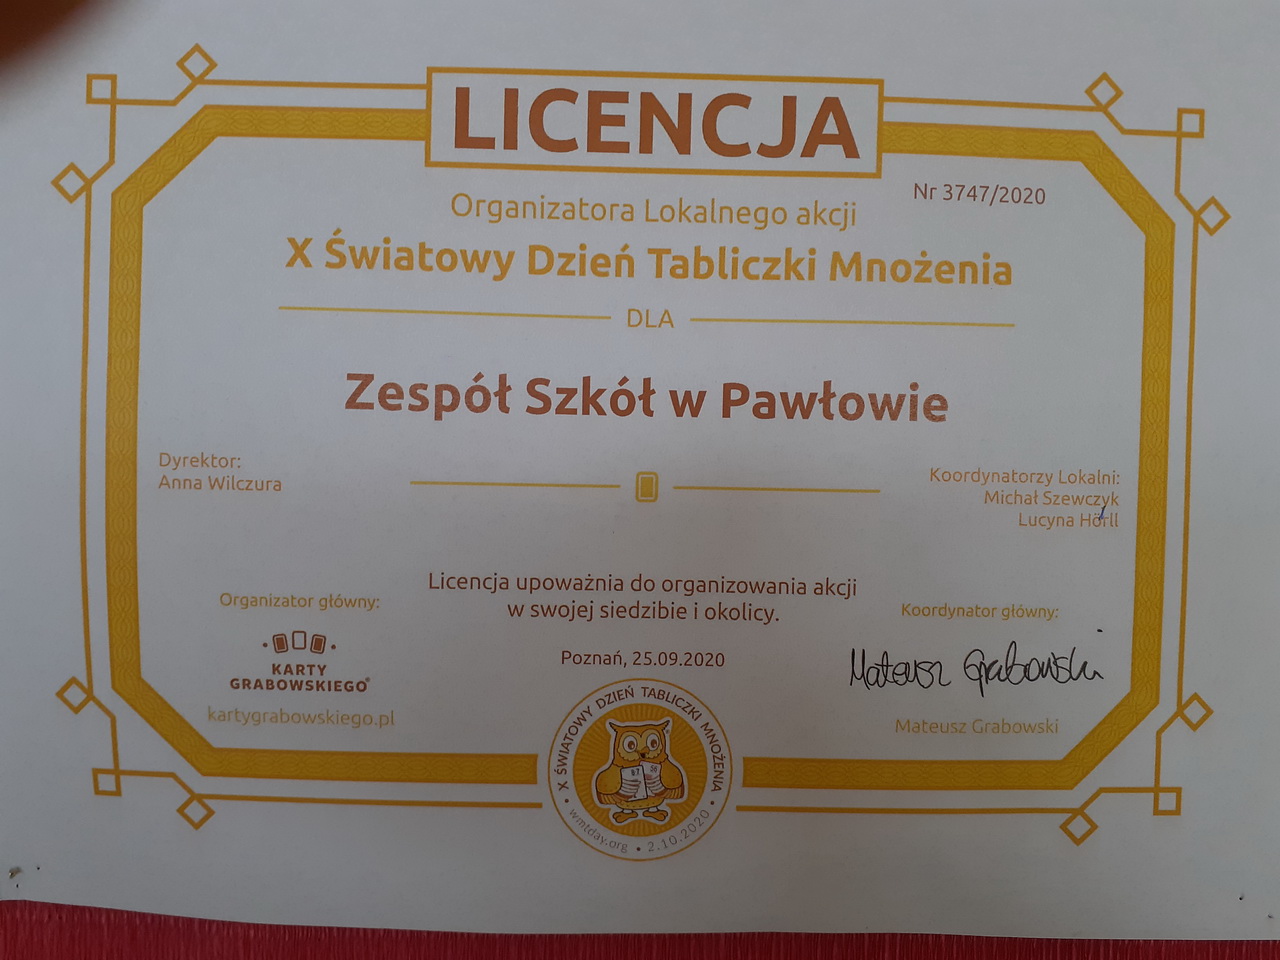 LICENCJA
Nr 3747/2020
Organizatora Lokalnego akcji
X Światowy Dzień Tabliczki Mnożenia
DLA
Zespół Szkół w Pawłowie
Dyrektor:
Anna Wilczura
Koordynatorzy Lokalni:
Michał Szewczyk
Lucyna Hörll
Licencja upoważnia do organizowania akcji
w swojej siedzibie i okolicy.
Poznań, 25.09.2020
Organizator główny:
KARTY
GRABOWSKIEGO®
kartygrabowskiego.pl
Koordynator główny:
Mateusz Grabowski
Mateusz Grabowski
X ŚWIATOWY DZIEŃ TABLICZKI MNOŻENIA
wmtday.org • 2.10.2020